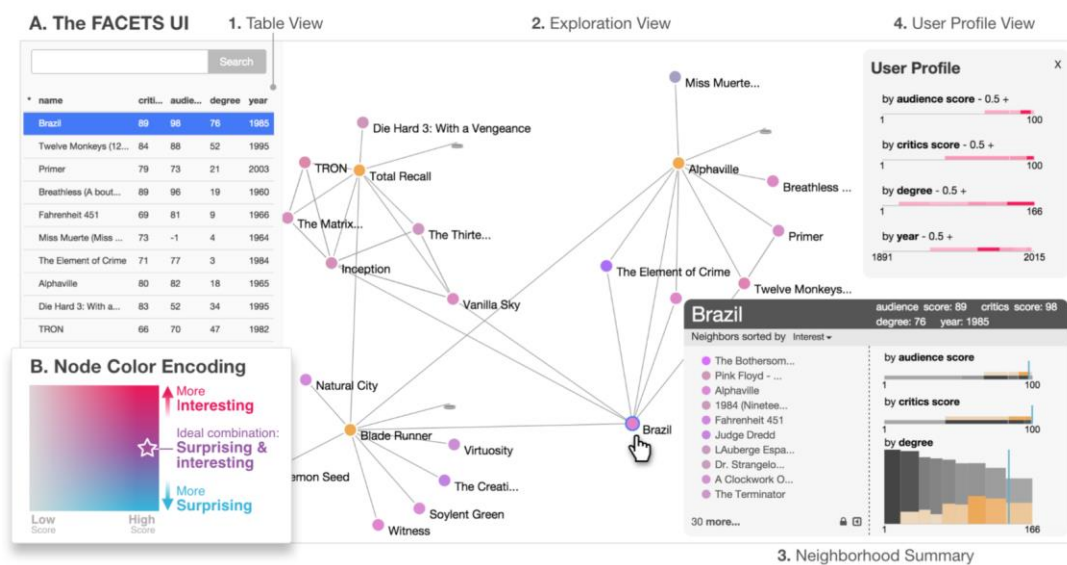 A. The FACETS UI
1. Table View
2. Exploration View
4. User Profile View
Search
* name criti... audie... degree year
Brazil 89 98 76 1985
Twelve Monkeys (12... 84 88 52 1995
Primer 79 73 21 2003
Breathless (A bout... 89 96 19 1960
Fahrenheit 451 69 81 9 1966
Miss Muerte (Miss ... 73 -1 4 1964
The Element of Crime 71 77 3 1984
Alphaville 80 82 18 1965
Die Hard 3: With a... 83 52 34 1995
TRON 66 70 47 1982
B. Node Color Encoding
More
Interesting
Ideal combination:
Surprising &
interesting
More
Surprising
Low
Score
High
Score
Die Hard 3: With a Vengeance
TRON
Total Recall
The Matrix...
The Thirte...
Inception
Vanilla Sky
Natural City
Blade Runner
Virtuosity
emon Seed
The Creati...
Soylent Green
Witness
Miss Muerte...
Alphaville
Breathless ...
Primer
The Element of Crime
Twelve Monkeys...
Brazil
User Profile
X
by audience score - 0.5 +
1 100
by critics score - 0.5 +
1 100
by degree - 0.5 +
1 166
by year - 0.5 +
1891 2015
Brazil
audience score: 89 critics score: 98
degree: 76 year: 1985
Neighbors sorted by Interest
The Bothersom...
Pink Floyd - ...
Alphaville
1984 (Ninetee...
Fahrenheit 451
Judge Dredd
LAuberge Espa...
Dr. Strangelo...
A Clockwork O...
The Terminator
30 more...
by audience score
1 100
by critics score
1 100
by degree
1 166
3. Neighborhood Summary